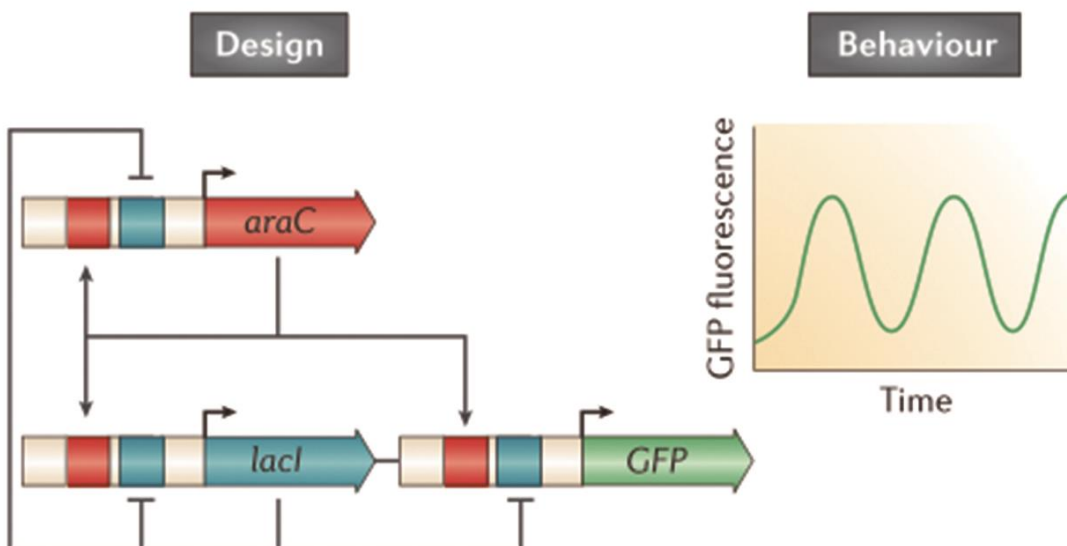 Design
Behaviour
araC
GFP fluorescence
Time
lacI
GFP